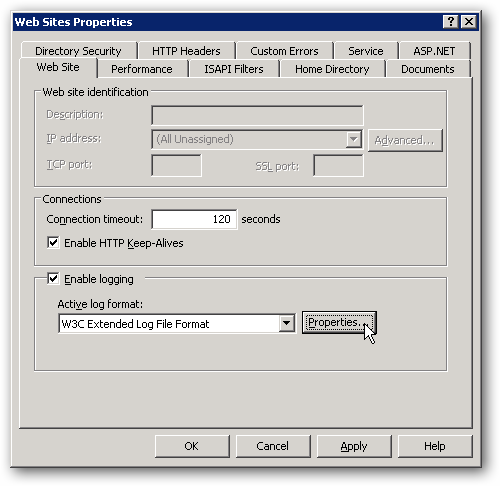 Web Sites Properties
Directory Security HTTP Headers Custom Errors Service ASP.NET
Web Site Performance ISAPI Filters Home Directory Documents
Web site identification
Description:
IP address: (All Unassigned) Advanced...
TCP port: SSL port:
Connections
Connection timeout: 120 seconds
Enable HTTP Keep-Alives
Enable logging
Active log format:
W3C Extended Log File Format Properties...
OK Cancel Apply Help